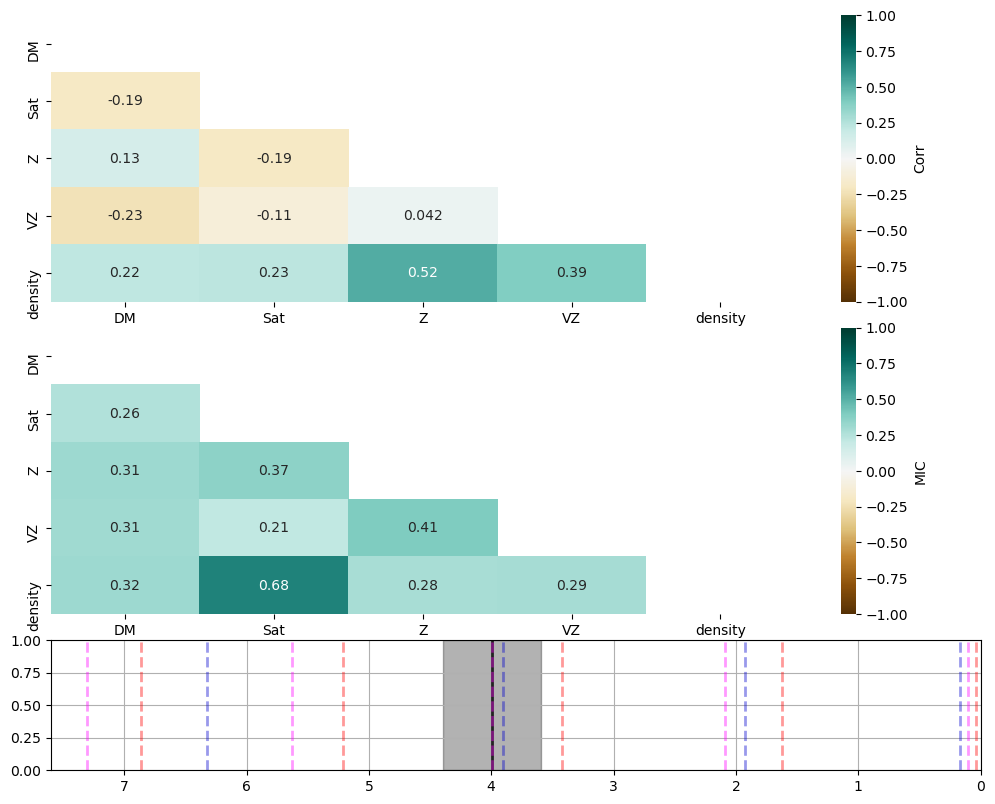 DM
Sat
Z
VZ
density
-0.19
0.13 -0.19
-0.23 -0.11 0.042
0.22 0.23 0.52 0.39
DM Sat Z VZ density
1.00
0.75
0.50
0.25
0.00
−0.25
−0.50
−0.75
−1.00
Corr
DM
Sat
Z
VZ
density
0.26
0.31 0.37
0.31 0.21 0.41
0.32 0.68 0.28 0.29
DM Sat Z VZ density
1.00
0.75
0.50
0.25
0.00
−0.25
−0.50
−0.75
−1.00
MIC
1.00
0.75
0.50
0.25
0.00
7 6 5 4 3 2 1 0